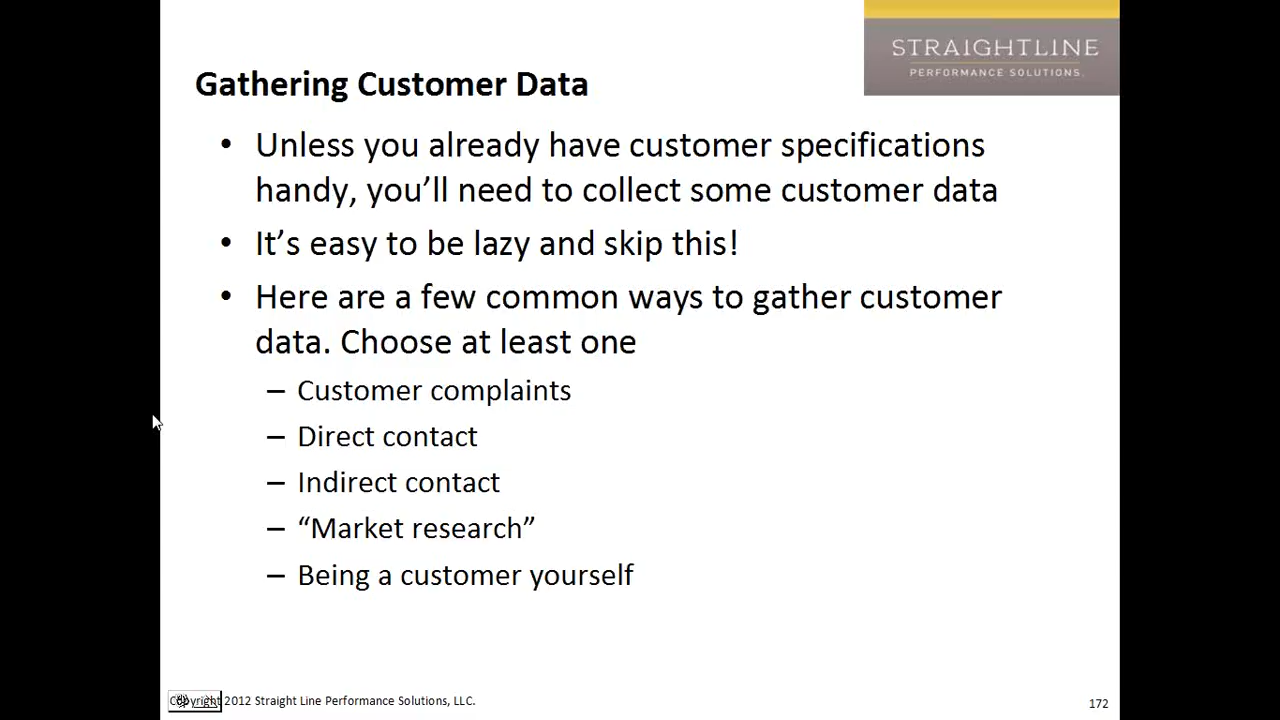 STRAIGHTLINE
PERFORMANCE SOLUTIONS.
Gathering Customer Data
• Unless you already have customer specifications
handy, you’ll need to collect some customer data
• It’s easy to be lazy and skip this!
• Here are a few common ways to gather customer
data. Choose at least one
– Customer complaints
– Direct contact
– Indirect contact
– “Market research”
– Being a customer yourself
Copyright 2012 Straight Line Performance Solutions, LLC.
172